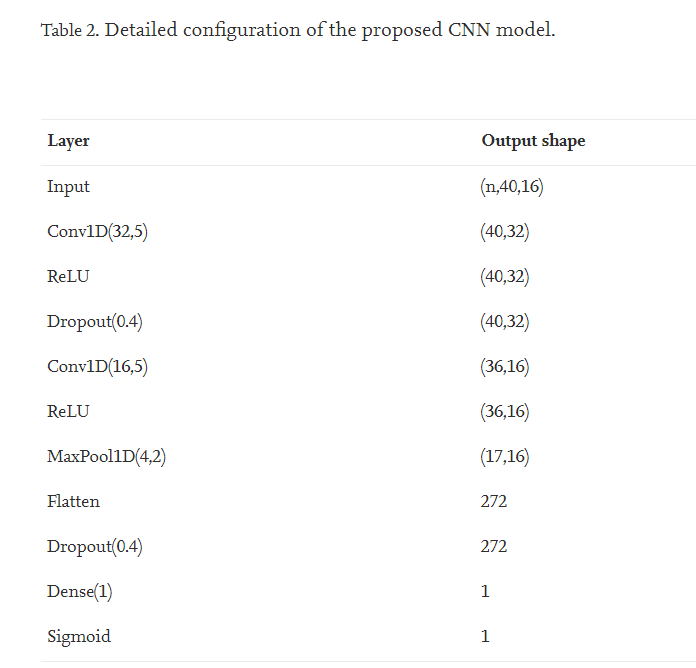 Table 2. Detailed configuration of the proposed CNN model.
Layer Output shape
Input (n,40,16)
Conv1D(32,5) (40,32)
ReLU (40,32)
Dropout(0.4) (40,32)
Conv1D(16,5) (36,16)
ReLU (36,16)
MaxPool1D(4,2) (17,16)
Flatten 272
Dropout(0.4) 272
Dense(1) 1
Sigmoid 1